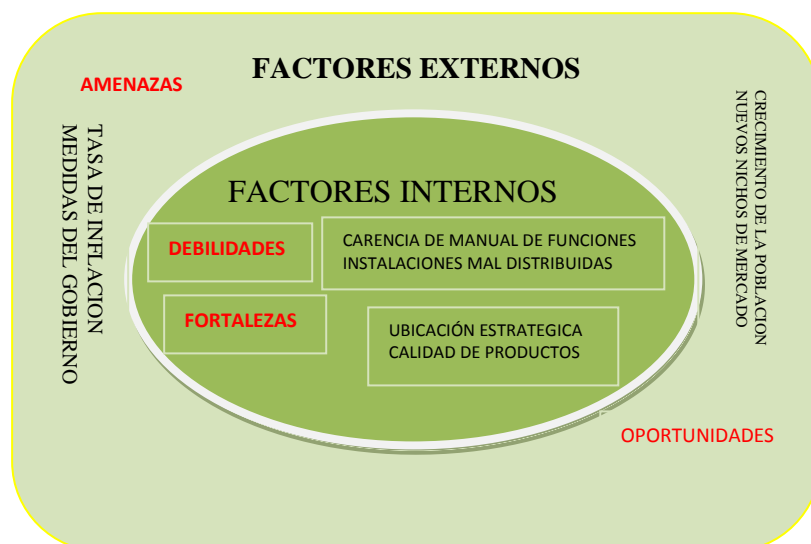 FACTORES EXTERNOS
AMENAZAS
TASA DE INFLACION
MEDIDAS DEL GOBIERNO
CRECIMIENTO DE LA POBLACION
NUEVOS NICHOS DE MERCADO
FACTORES INTERNOS
DEBILIDADES
CARENCIA DE MANUAL DE FUNCIONES
INSTALACIONES MAL DISTRIBUIDAS
FORTALEZAS
UBICACIÓN ESTRATEGICA
CALIDAD DE PRODUCTOS
OPORTUNIDADES